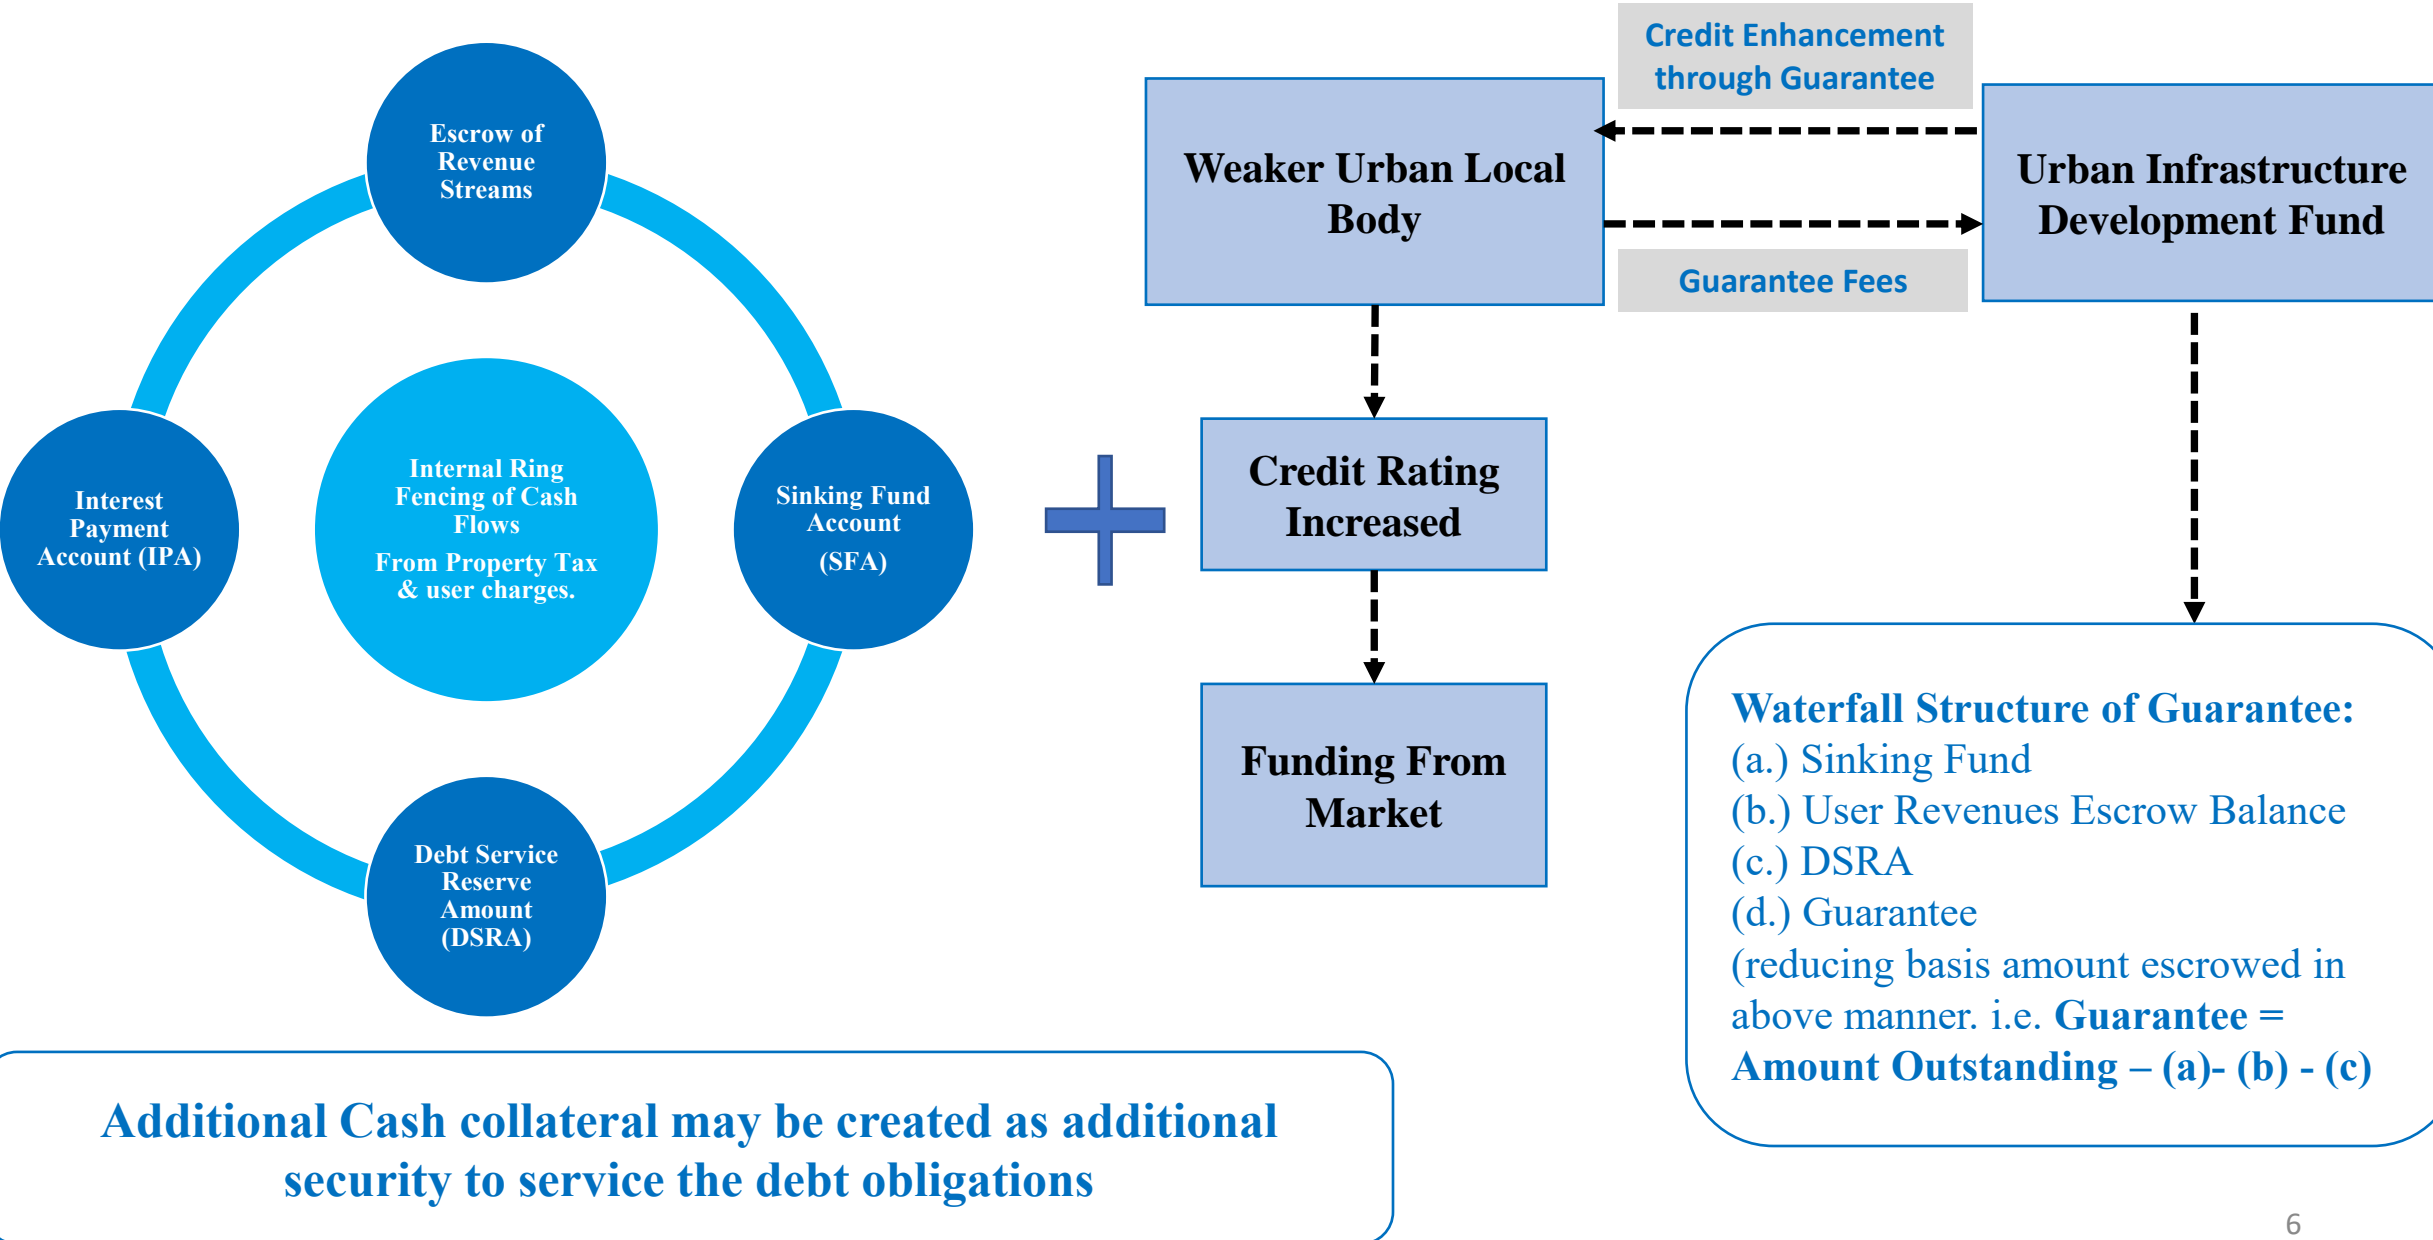 Escrow of
Revenue
Streams
Interest
Payment
Account (IPA)
Internal Ring
Fencing of Cash
Flows
From Property Tax
& user charges.
Sinking Fund
Account
(SFA)
Debt Service
Reserve
Amount
(DSRA)
Credit Enhancement
through Guarantee
Weaker Urban Local
Body
Urban Infrastructure
Development Fund
Guarantee Fees
Credit Rating
Increased
Funding From
Market
Waterfall Structure of Guarantee:
(a.) Sinking Fund
(b.) User Revenues Escrow Balance
(c.) DSRA
(d.) Guarantee
(reducing basis amount escrowed in
above manner. i.e. Guarantee =
Amount Outstanding – (a)- (b) - (c)
Additional Cash collateral may be created as additional
security to service the debt obligations
6